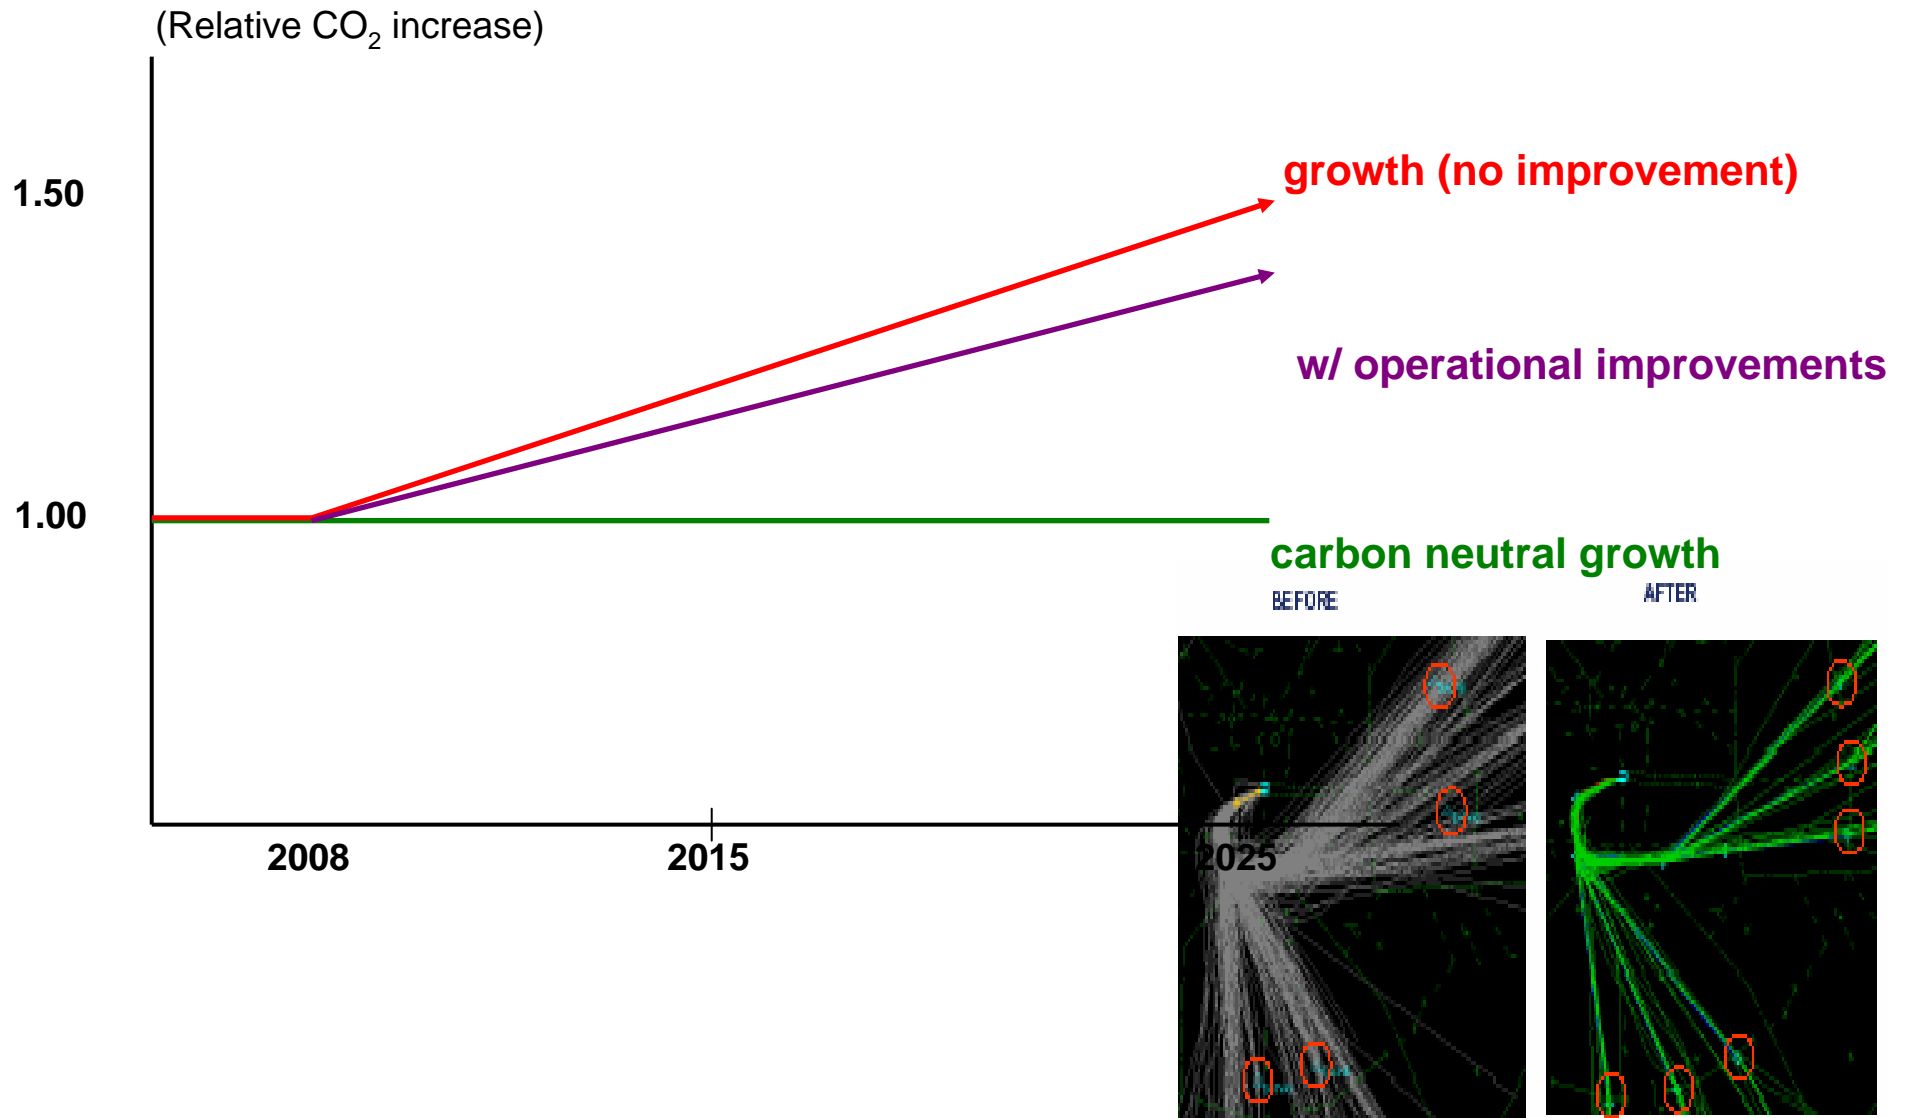 (Relative CO₂ increase)
growth (no improvement)
1.50
w/ operational improvements
1.00
carbon neutral growth
BEFORE
AFTER
2008
2015
2025